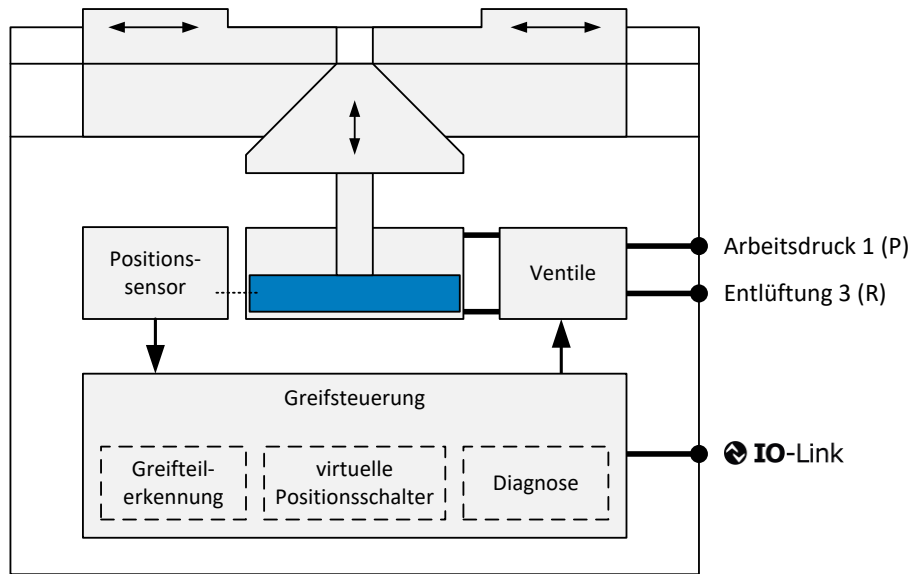 Positions-
sensor
Ventile
Arbeitsdruck 1 (P)
Entlüftung 3 (R)
Greifsteuerung
Greifteil-
erkennung
virtuelle
Positionsschalter
Diagnose
IO-Link